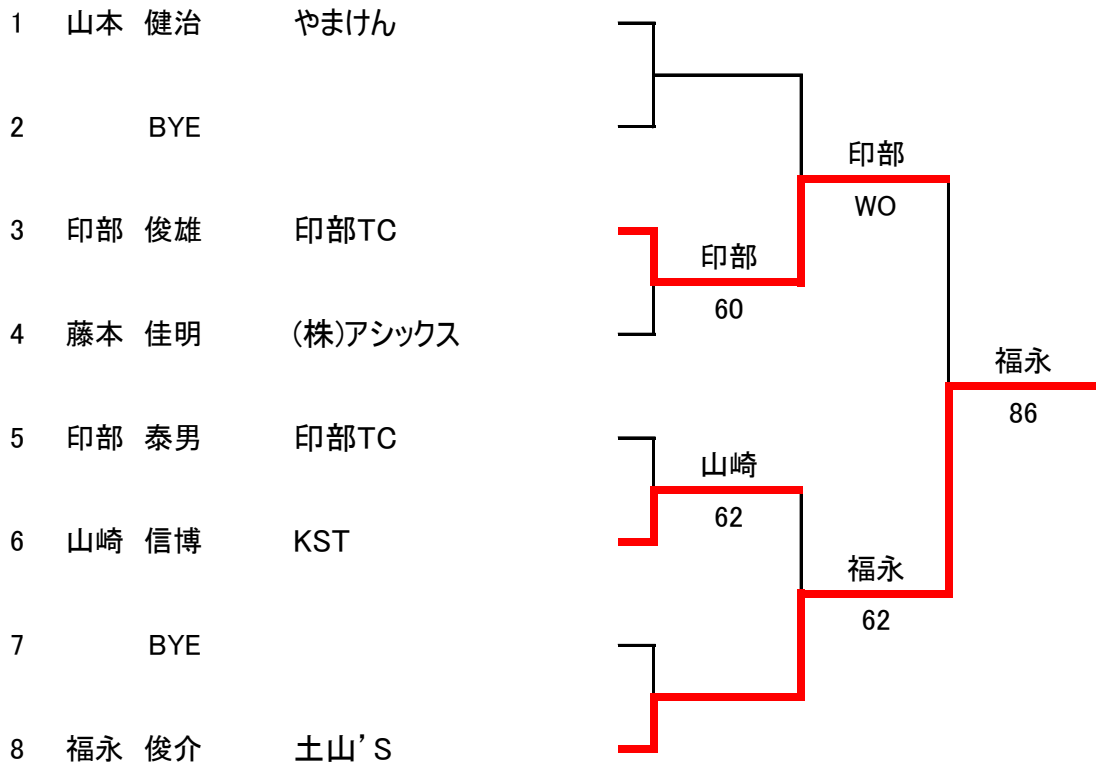 1 山本 健治 やまけん
2 BYE
印部
WO
3 印部 俊雄 印部TC
印部
60
4 藤本 佳明 (株)アシックス
福永
86
5 印部 泰男 印部TC
山崎
62
6 山崎 信博 KST
福永
62
7 BYE
8 福永 俊介 土山’S